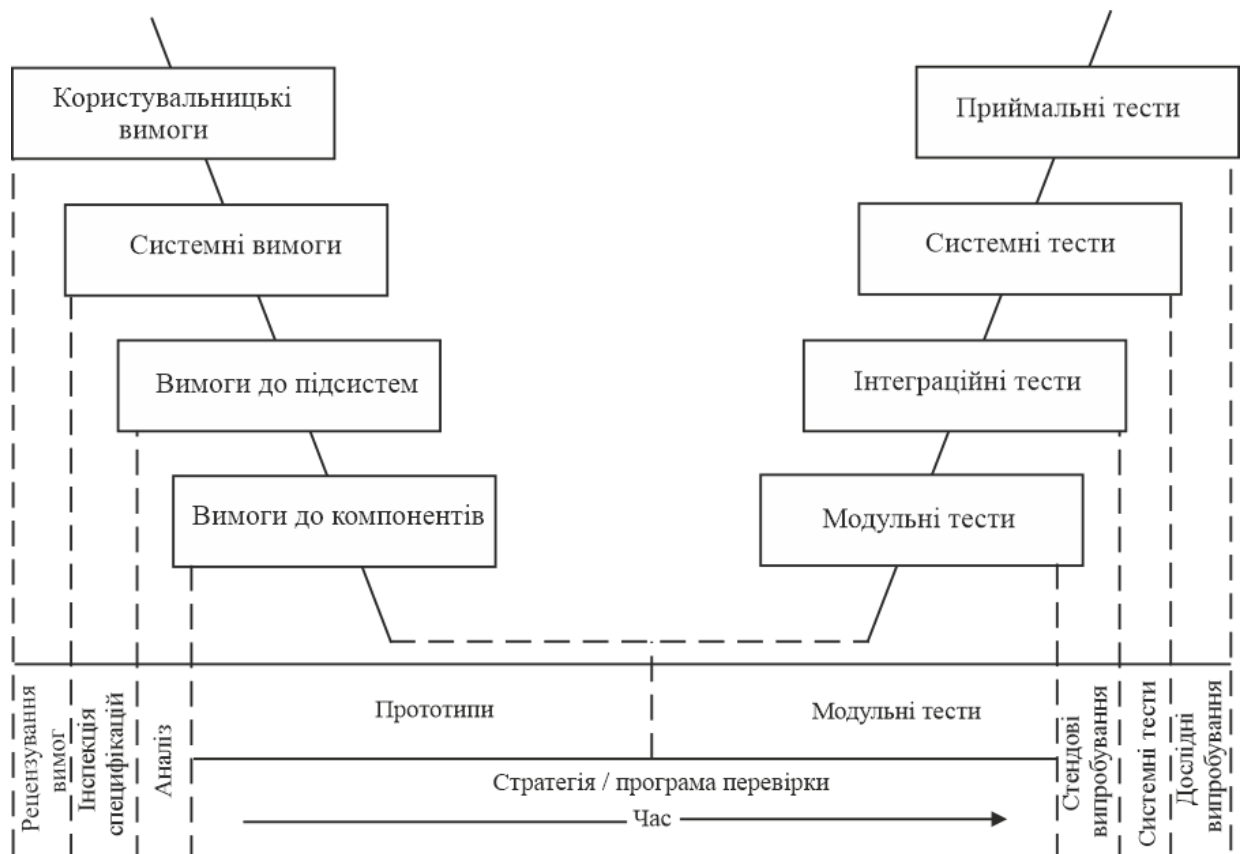 Користувальницькі
вимоги
Приймальні тести
Системні вимоги
Системні тести
Вимоги до підсистем
Інтеграційні тести
Вимоги до компонентів
Модульні тести
Рецензування
вимог
Інспекція
специфікацій
Аналіз
Прототипи
Модульні тести
Стратегія / програма перевірки
Час
Стендові
випробування
Системні тести
Дослідні
випробування